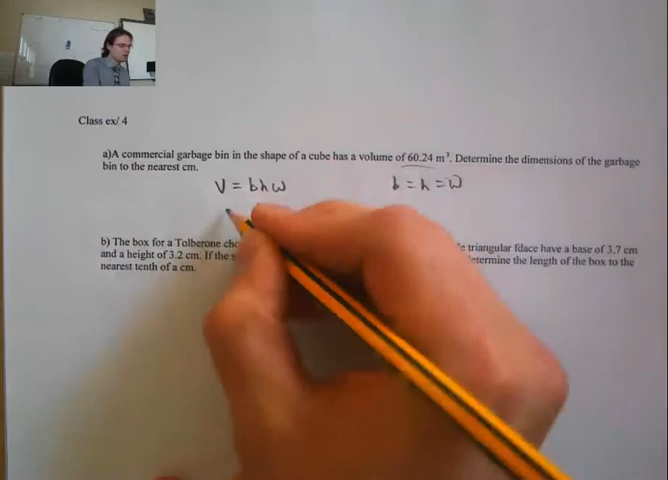 Class ex/ 4
a)A commercial garbage bin in the shape of a cube has a volume of 60.24 m³. Determine the dimensions of the garbage
bin to the nearest cm.
V = bhw b = h = w
b) The box for a Tolberone cho triangular fdace have a base of 3.7 cm
and a height of 3.2 cm. If the s etermine the length of the box to the
nearest tenth of a cm.